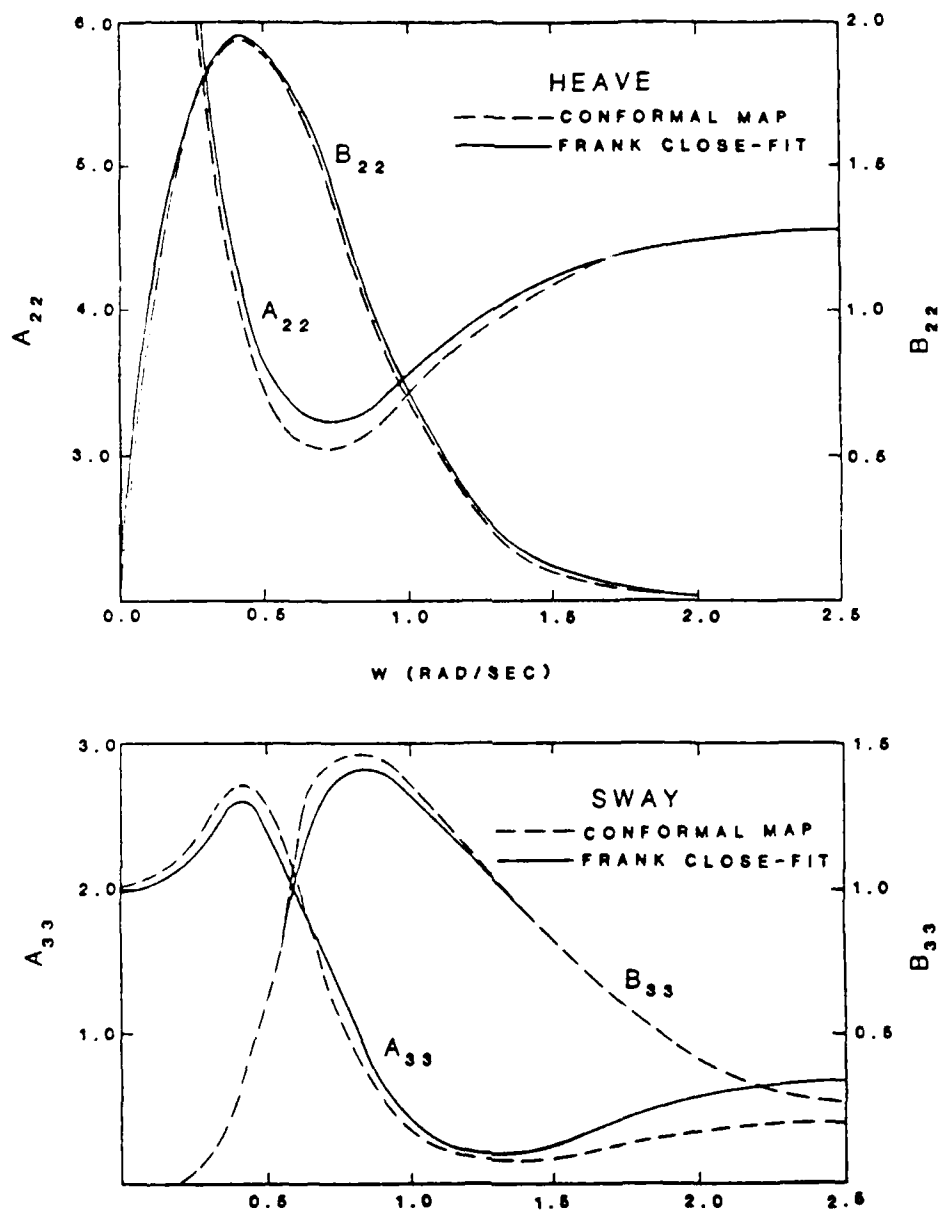 6.0
5.0
4.0
3.0
A22
2.0
1.5
1.0
0.5
B22
HEAVE
CONFORMAL MAP
FRANK CLOSE-FIT
B22
A22
0.0 0.5 1.0 1.5 2.0 2.5
W (RAD/SEC)
3.0
2.0
1.0
A33
1.5
1.0
0.5
B33
SWAY
CONFORMAL MAP
FRANK CLOSE-FIT
B33
A33
0.5 1.0 1.5 2.0 2.5